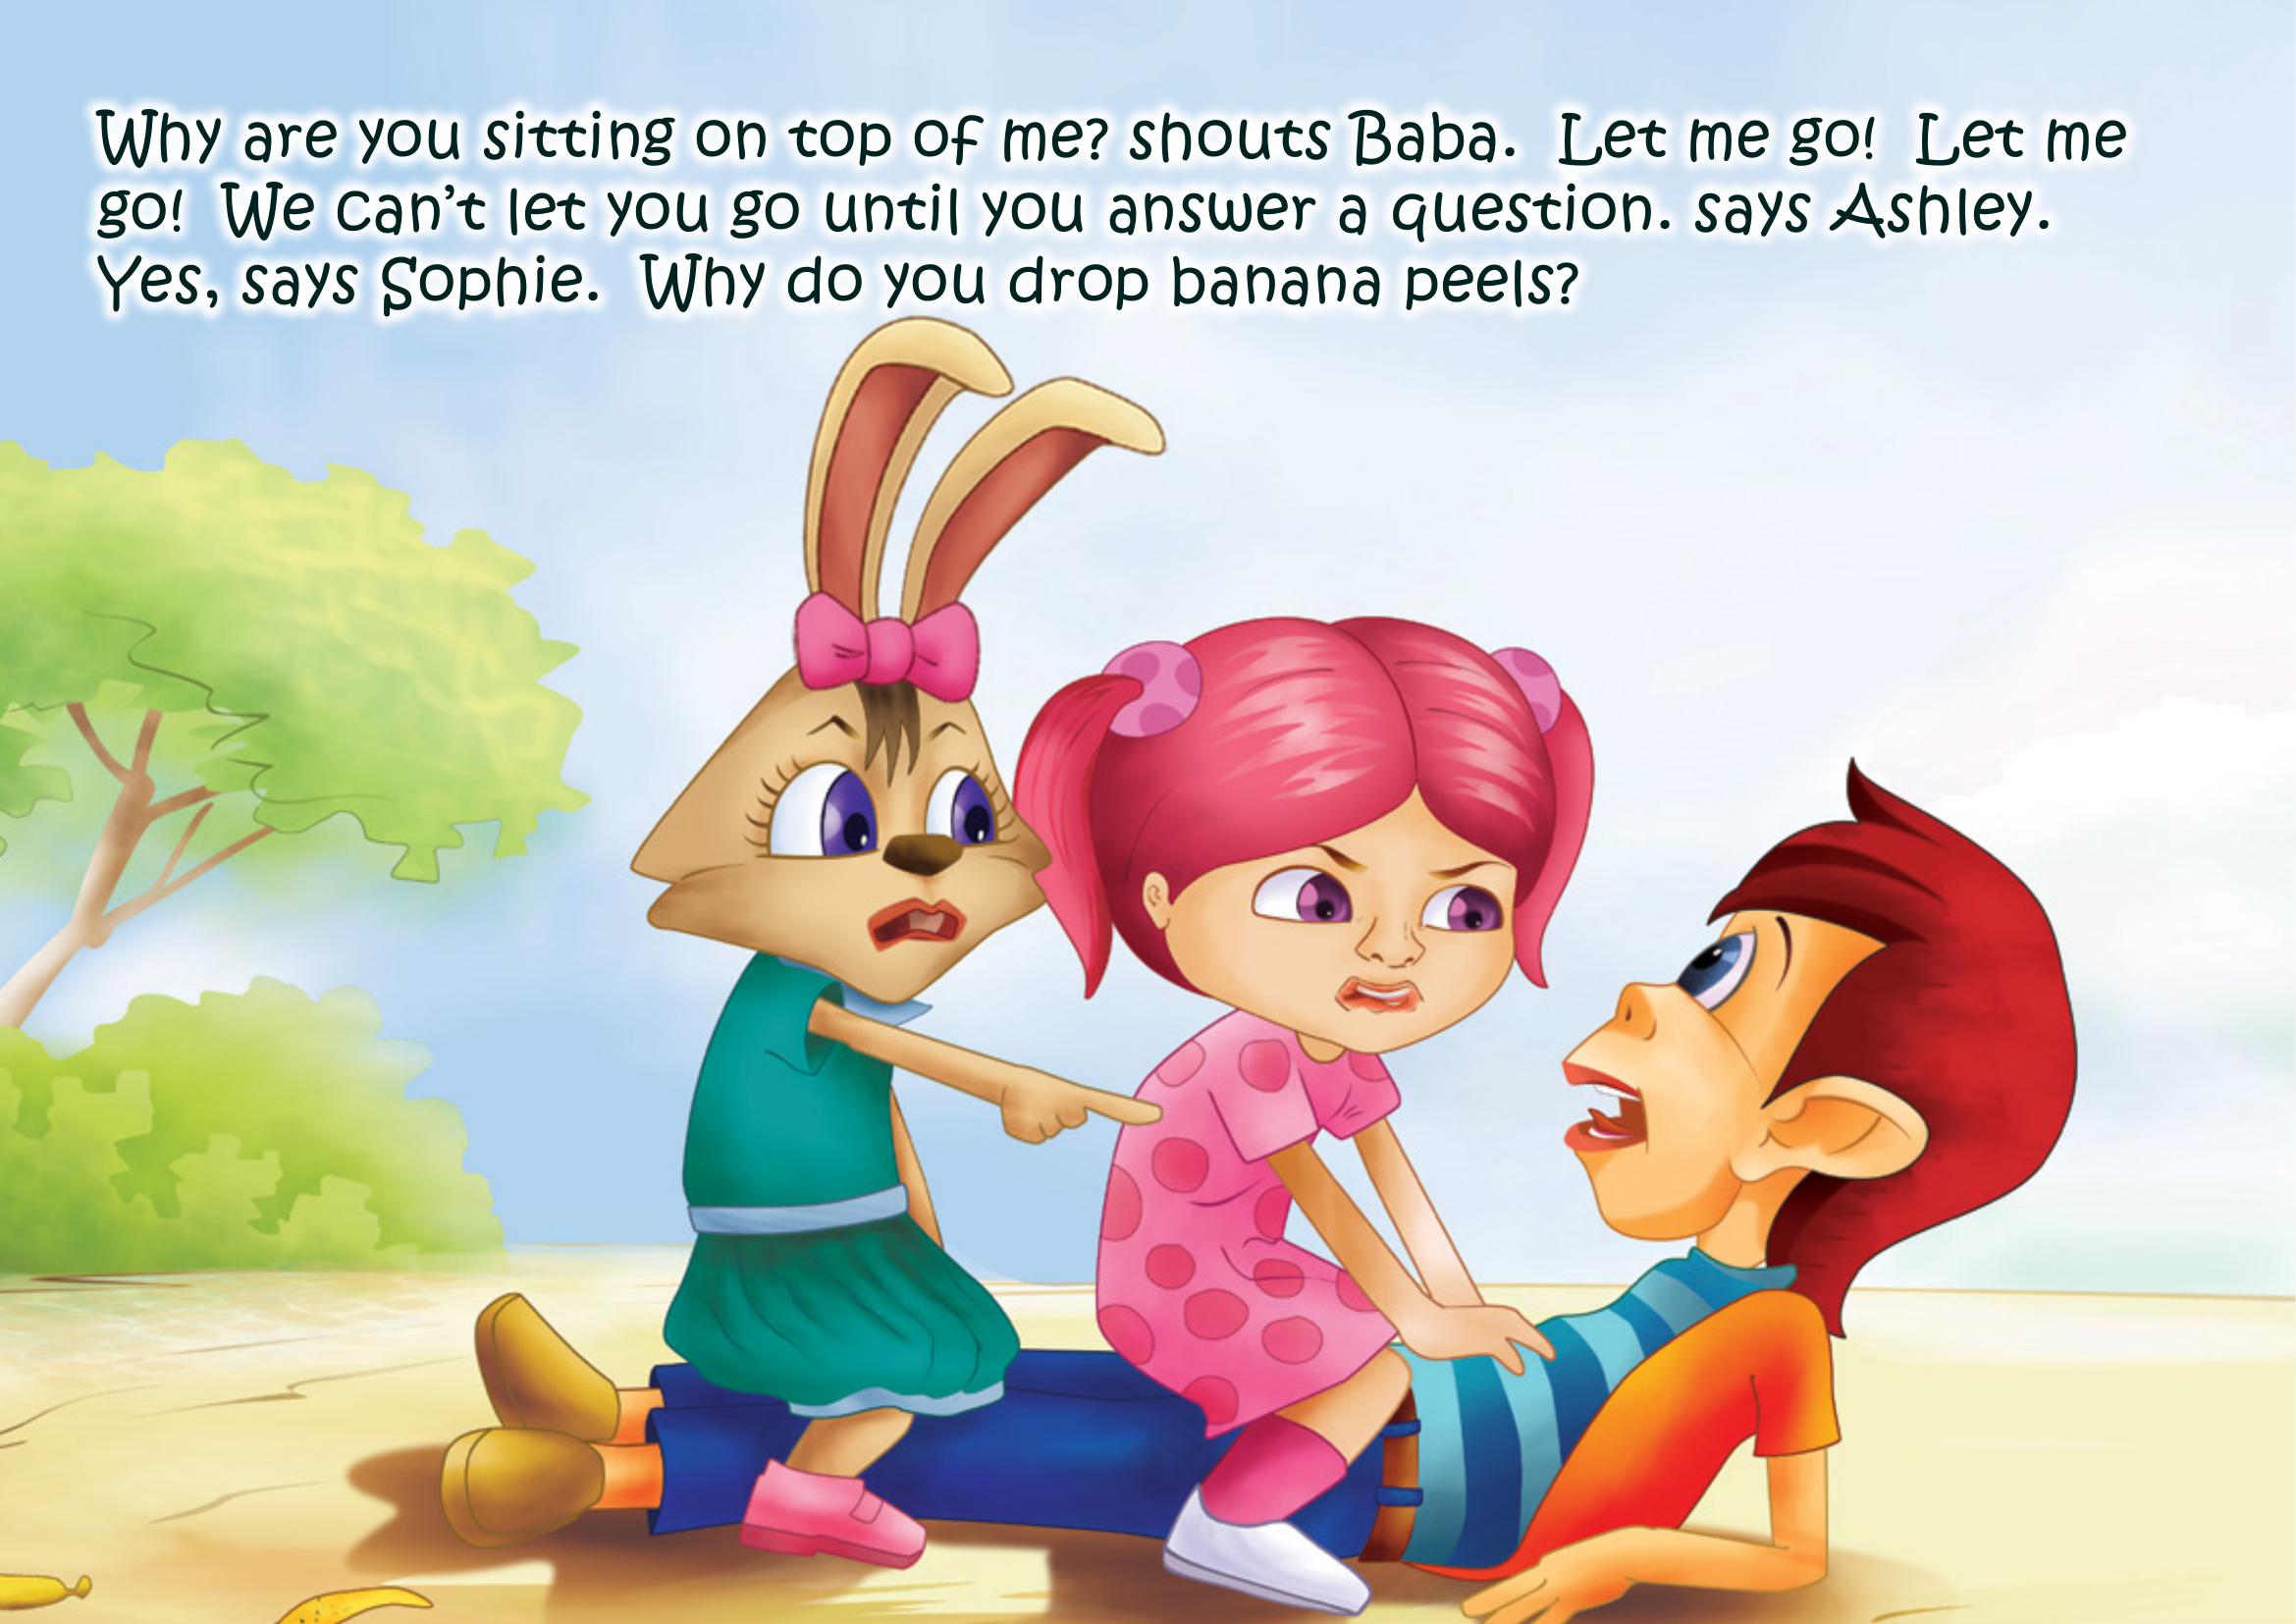 Why are you sitting on top of me? shouts Baba. Let me go! Let me
go! We can't let you go until you answer a question. says Ashley.
Yes, says Sophie. Why do you drop banana peels?